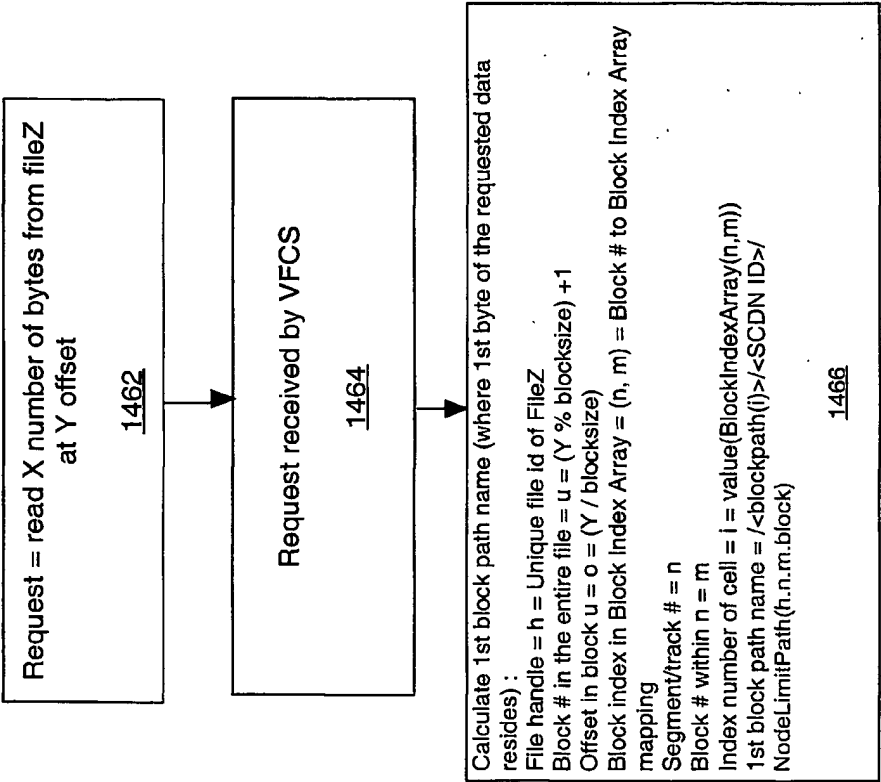 Request = read X number of bytes from fileZ
at Y offset
1462
Request received by VFCS
1464
Calculate 1st block path name (where 1st byte of the requested data
resides) :
File handle = h = Unique file id of FileZ
Block # in the entire file = u = (Y % blocksize) +1
Offset in block u = o = (Y / blocksize)
Block index in Block Index Array = (n, m) = Block # to Block Index Array
mapping
Segment/track # = n
Block # within n = m
Index number of cell = i = value(BlockIndexArray(n,m))
1st block path name = /<blockpath(i)>/<SCDN ID>/
NodeLimitPath(h.n.m.block)
1466